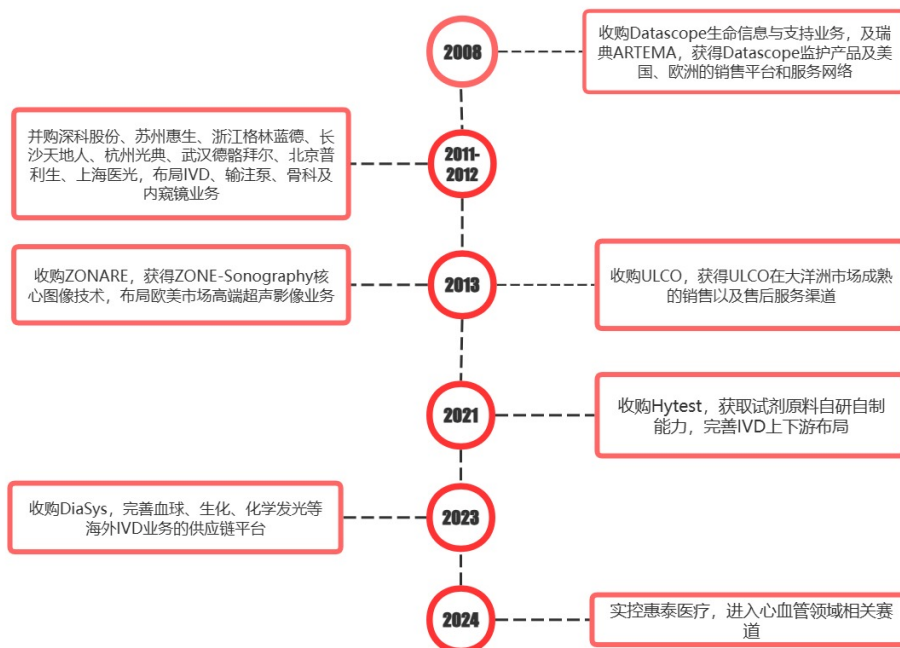 2008
收购Datascope生命信息与支持业务，及瑞
典ARTEMA，获得Datascope监护产品及美
国、欧洲的销售平台和服务网络
并购深科股份、苏州惠生、浙江格林蓝德、长
沙天地人、杭州光典、武汉德骼拜尔、北京普
利生、上海医光，布局IVD、输注泵、骨科及
内窥镜业务
2011-
2012
收购ZONARE，获得ZONE-Sonography核
心图像技术，布局欧美市场高端超声影像业务
2013
收购ULCO，获得ULCO在大洋洲市场成熟
的销售以及售后服务渠道
2021
收购Hytest，获取试剂原料自研自制
能力，完善IVD上下游布局
收购DiaSys，完善血球、生化、化学发光等
海外IVD业务的供应链平台
2023
2024
实控惠泰医疗，进入心血管领域相关赛
道